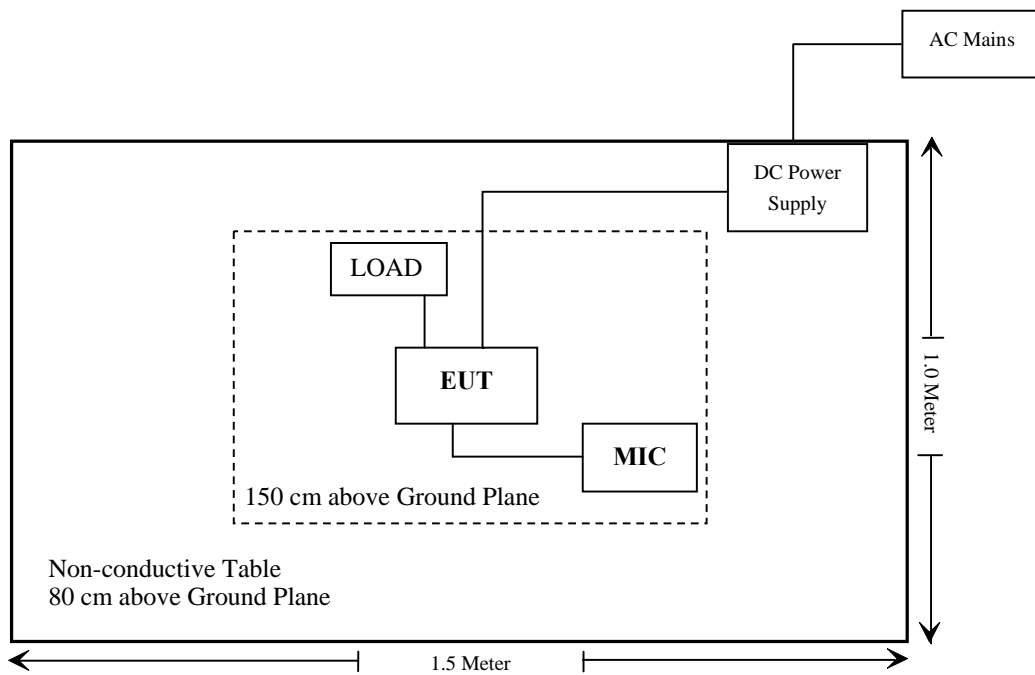 AC Mains
DC Power
Supply
LOAD
EUT
MIC
150 cm above Ground Plane
1.0 Meter
Non-conductive Table
80 cm above Ground Plane
1.5 Meter